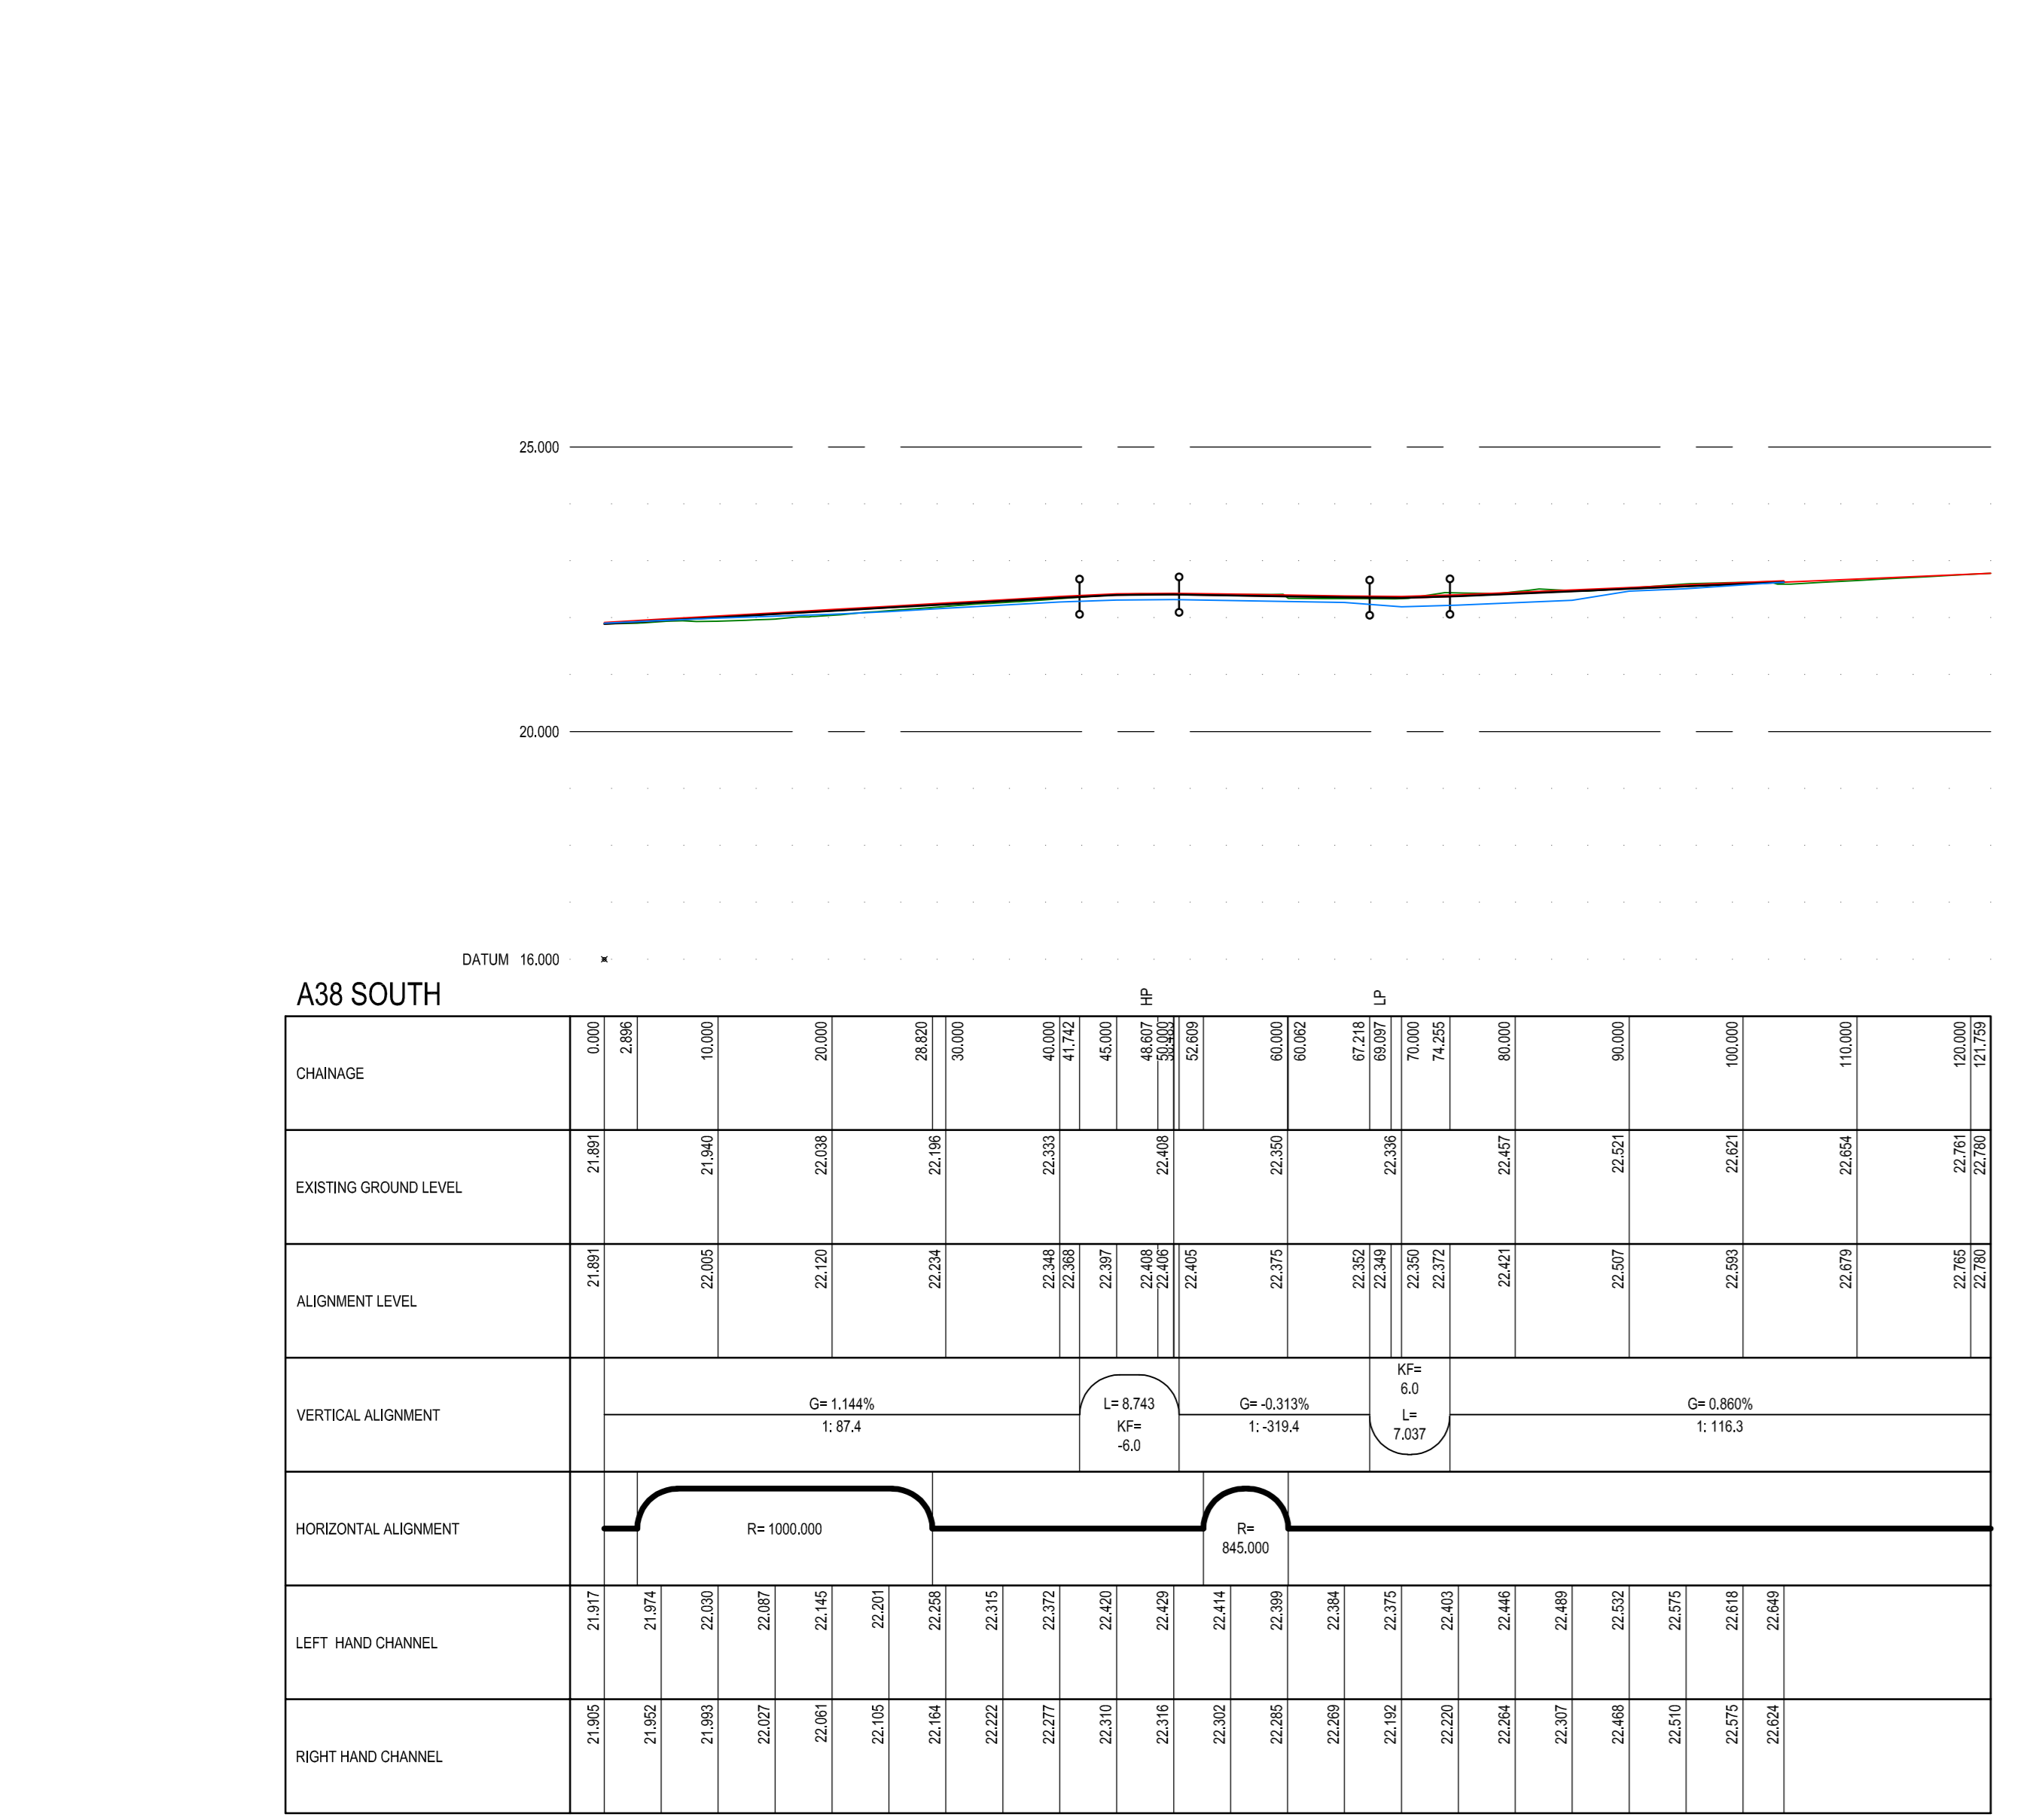 25.000
20.000
DATUM 16.000
A38 SOUTH
HP
LP
CHAINAGE
0.000 2.896 10.000 20.000 28.820 30.000 40.000 41.742 45.000 48.607 50.000 52.609 60.000 60.062 67.218 69.097 70.000 74.255 80.000 90.000 100.000 110.000 120.000 121.759
EXISTING GROUND LEVEL
21.891 21.940 22.038 22.196 22.333 22.408 22.350 22.336 22.457 22.521 22.621 22.654 22.761 22.780
ALIGNMENT LEVEL
21.891 22.005 22.120 22.234 22.348 22.368 22.397 22.408 22.406 22.405 22.375 22.352 22.349 22.350 22.372 22.421 22.507 22.593 22.679 22.765 22.780
VERTICAL ALIGNMENT
G= 1.144%
1: 87.4
L= 8.743
KF=
-6.0
G= -0.313%
1: -319.4
KF=
6.0
L=
7.037
G= 0.860%
1: 116.3
HORIZONTAL ALIGNMENT
R= 1000.000
R=
845.000
LEFT HAND CHANNEL
21.917 21.974 22.030 22.087 22.145 22.201 22.258 22.315 22.372 22.420 22.429 22.414 22.399 22.384 22.375 22.403 22.446 22.489 22.532 22.575 22.618 22.649
RIGHT HAND CHANNEL
21.905 21.952 21.993 22.027 22.061 22.105 22.164 22.222 22.277 22.310 22.316 22.302 22.285 22.269 22.192 22.220 22.264 22.307 22.468 22.510 22.575 22.624